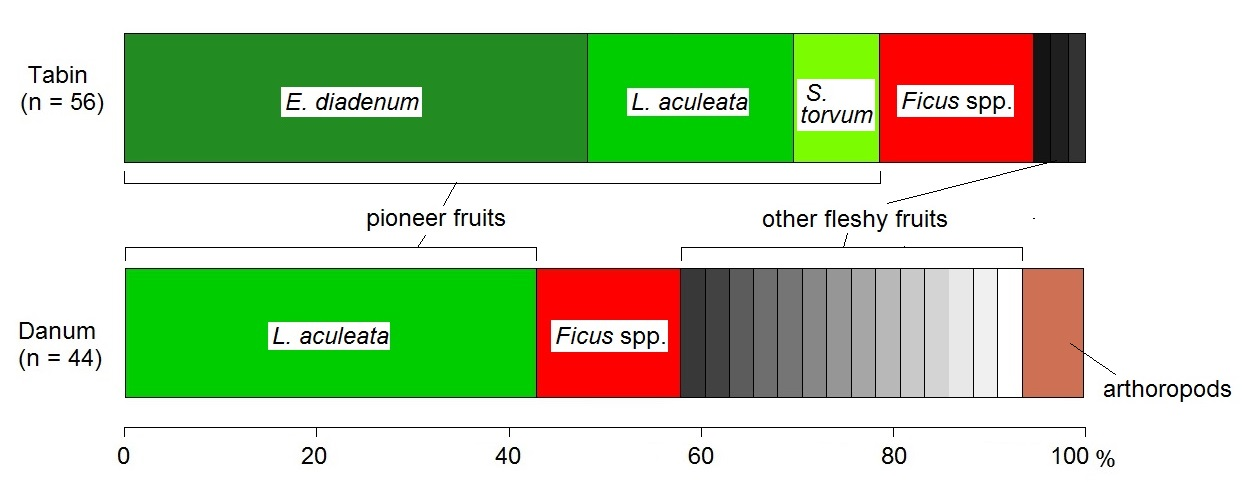 Tabin
(n = 56)
E. diadenum
L. aculeata
S.
torvum
Ficus spp.
pioneer fruits
other fleshy fruits
Danum
(n = 44)
L. aculeata
Ficus spp.
arthoropods
0 20 40 60 80 100 %